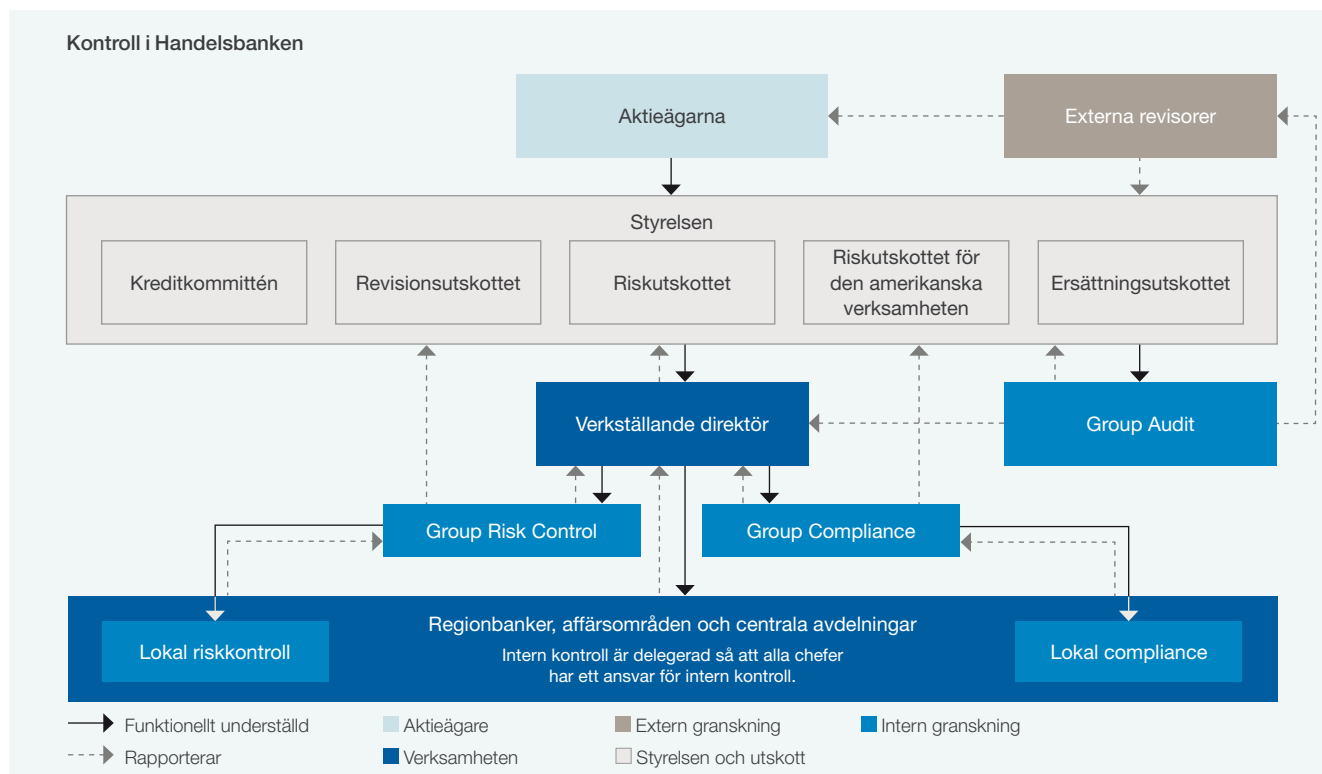 Kontroll i Handelsbanken
Aktieägarna
Externa revisorer
Styrelsen
Kreditkommittén
Revisionsutskottet
Riskutskottet
Riskutskottet för
den amerikanska
verksamheten
Ersättningsutskottet
Verkställande direktör
Group Audit
Group Risk Control
Group Compliance
Regionbanker, affärsområden och centrala avdelningar
Intern kontroll är delegerad så att alla chefer
har ett ansvar för intern kontroll.
Lokal riskkontroll
Lokal compliance
Funktionellt underställd
Aktieägare
Extern granskning
Intern granskning
Rapporterar
Verksamheten
Styrelsen och utskott